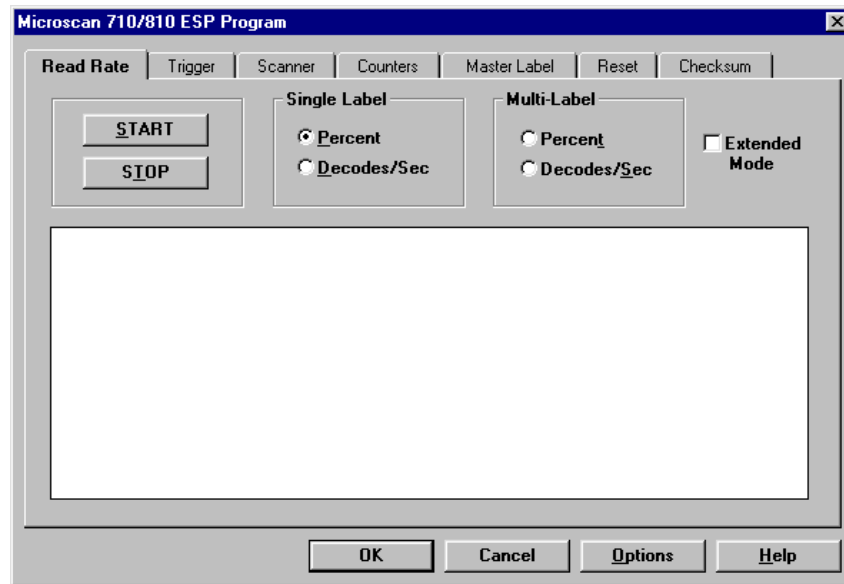 Microscan 710/810 ESP Program
Read Rate Trigger Scanner Counters Master Label Reset Checksum
START
STOP
Single Label
Percent
Decodes/Sec
Multi-Label
Percent
Decodes/Sec
Extended
Mode
OK Cancel Options Help